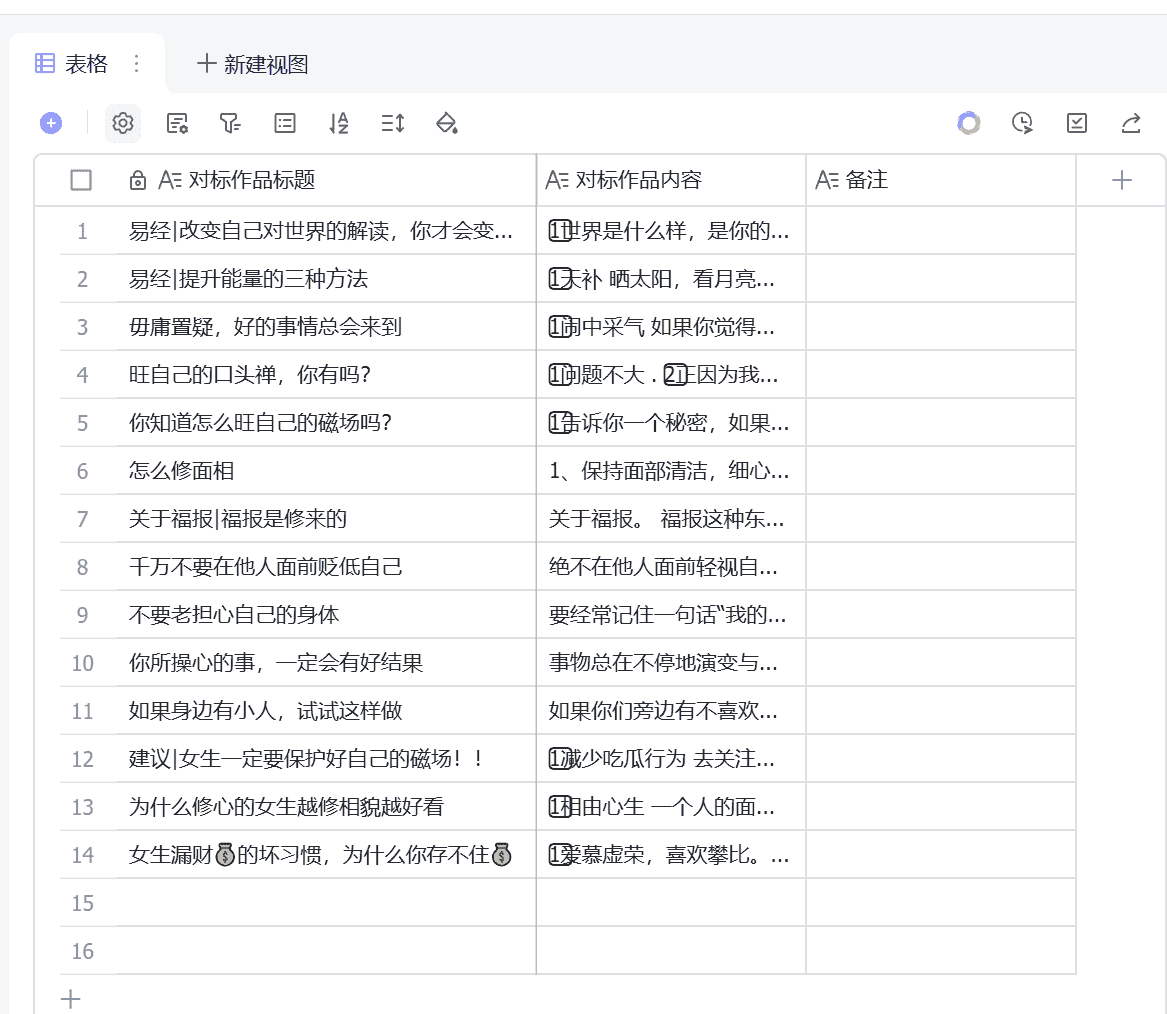 表格
新建视图
对标作品标题 对标作品内容 备注
1 易经|改变自己对世界的解读，你才会变... 1️⃣世界是什么样，是你的...
2 易经|提升能量的三种方法 1️⃣天补 晒太阳，看月亮...
3 毋庸置疑，好的事情总会来到 1️⃣闹中采气 如果你觉得...
4 旺自己的口头禅，你有吗? 1️⃣问题不大 . 2️⃣正因为我...
5 你知道怎么旺自己的磁场吗? 1️⃣告诉你一个秘密，如果...
6 怎么修面相 1、保持面部清洁，细心...
7 关于福报|福报是修来的 关于福报。 福报这种东...
8 千万不要在他人面前贬低自己 绝不在他人面前轻视自...
9 不要老担心自己的身体 要经常记住一句话“我的...
10 你所操心的事，一定会有好结果 事物总在不停地演变与...
11 如果身边有小人，试试这样做 如果你们旁边有不喜欢...
12 建议|女生一定要保护好自己的磁场！！ 1️⃣减少吃瓜行为 去关注...
13 为什么修心的女生越修相貌越好看 1️⃣相由心生 一个人的面...
14 女生漏财💰的坏习惯，为什么你存不住💰 1️⃣爱慕虚荣，喜欢攀比。...
15
16